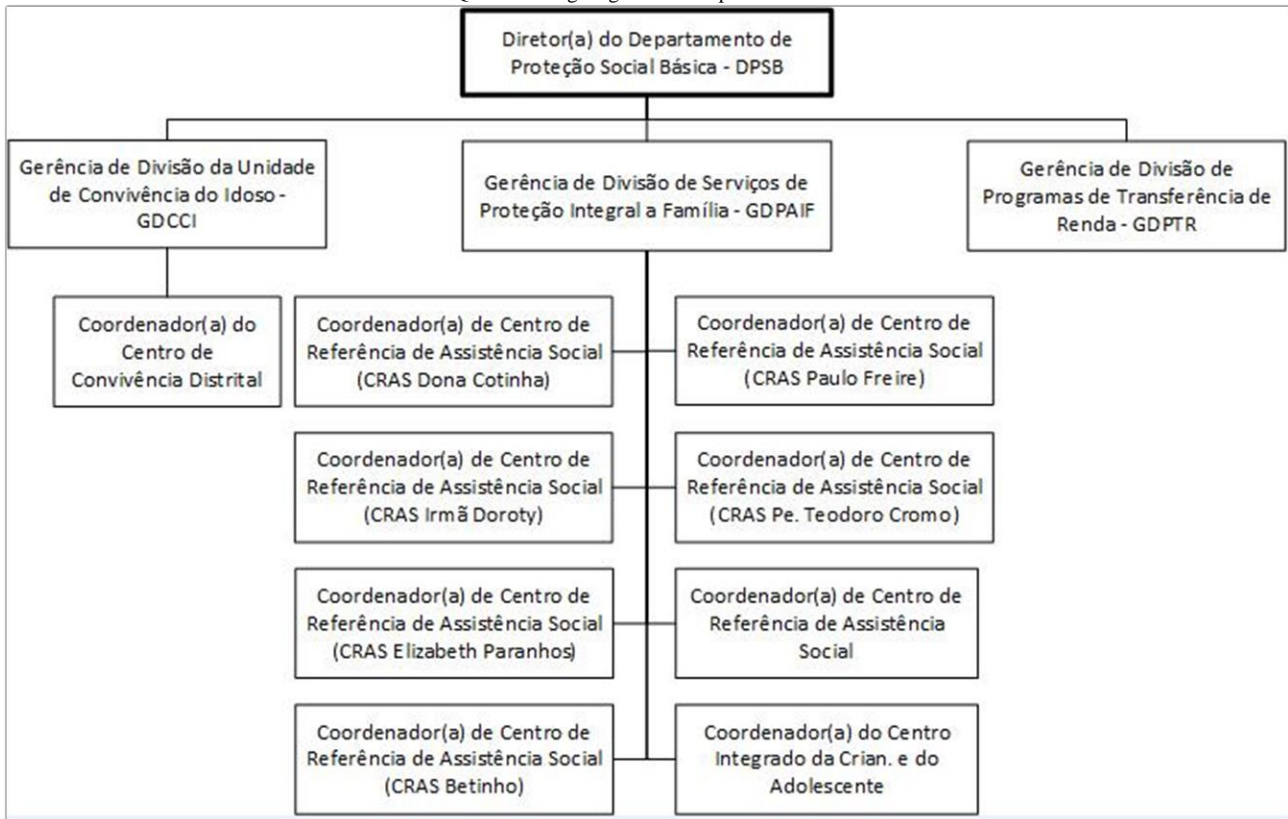 Diretor(a) do Departamento de
Proteção Social Básica - DPSB
Gerência de Divisão da Unidade
de Convivência do Idoso -
GDCCI
Gerência de Divisão de Serviços de
Proteção Integral a Família - GDPAIF
Gerência de Divisão de
Programas de Transferência de
Renda - GDPTR
Coordenador(a) do
Centro de
Convivência Distrital
Coordenador(a) de Centro de
Referência de Assistência Social
(CRAS Dona Cotinha)
Coordenador(a) de Centro de
Referência de Assistência Social
(CRAS Paulo Freire)
Coordenador(a) de Centro de
Referência de Assistência Social
(CRAS Irmã Doroty)
Coordenador(a) de Centro de
Referência de Assistência Social
(CRAS Pe. Teodoro Cromo)
Coordenador(a) de Centro de
Referência de Assistência Social
(CRAS Elizabeth Paranhos)
Coordenador(a) de Centro de
Referência de Assistência
Social
Coordenador(a) de Centro de
Referência de Assistência Social
(CRAS Betinho)
Coordenador(a) do Centro
Integrado da Crian. e do
Adolescente